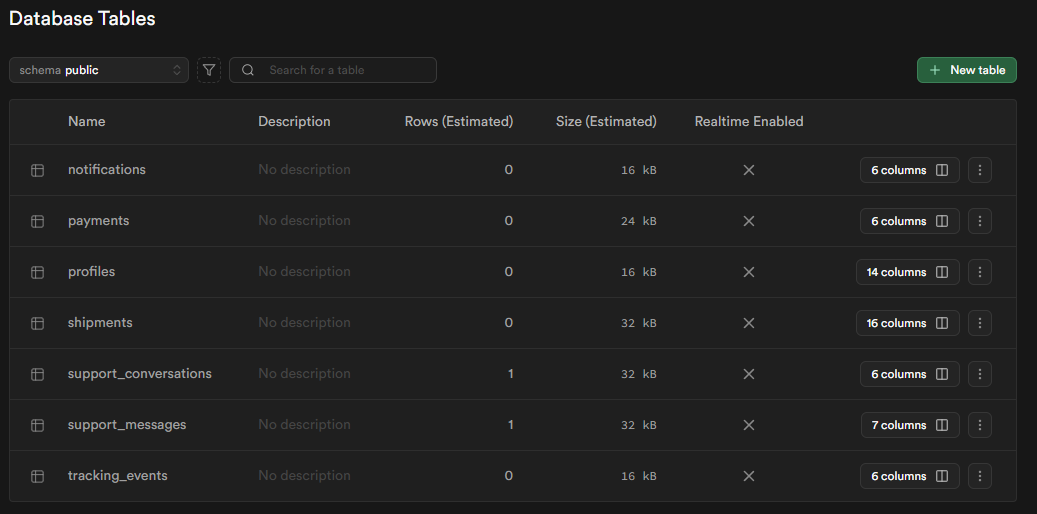 Database Tables
schema public
Search for a table
New table
Name Description Rows (Estimated) Size (Estimated) Realtime Enabled
notifications No description 0 16 kB 6 columns
payments No description 0 24 kB 6 columns
profiles No description 0 16 kB 14 columns
shipments No description 0 32 kB 16 columns
support_conversations No description 1 32 kB 6 columns
support_messages No description 1 32 kB 7 columns
tracking_events No description 0 16 kB 6 columns